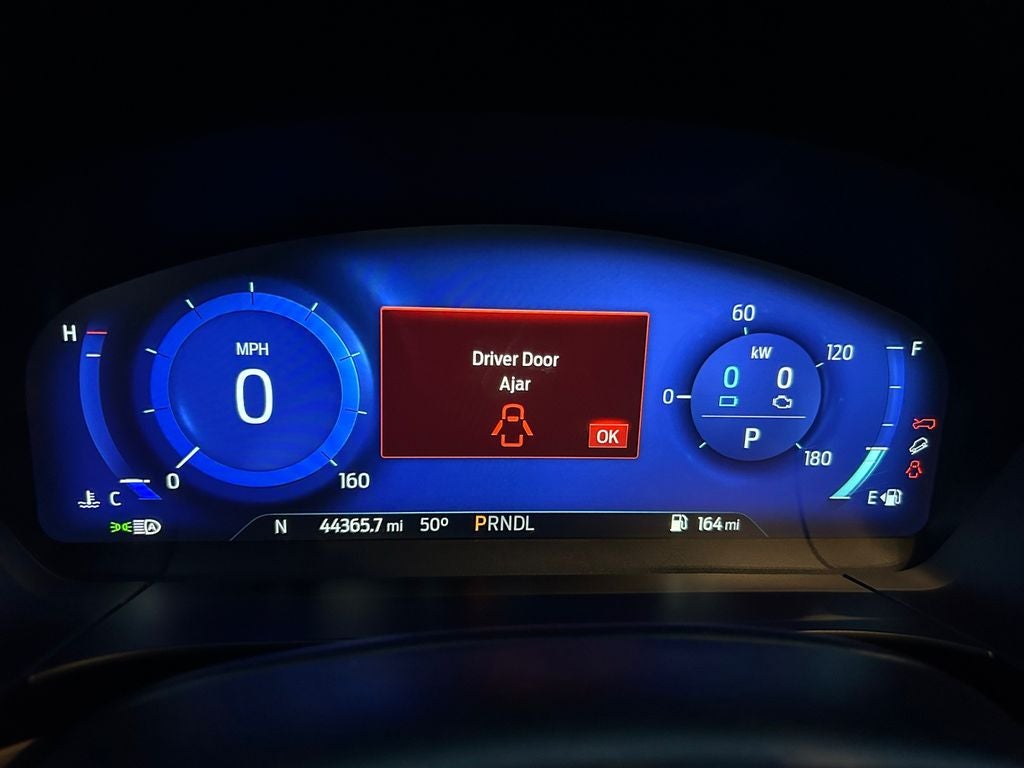 H
MPH
0
C
0
160
Driver Door
Ajar
OK
60
kW
120
0
0
0
P
180
F
E
A
N 44365.7 mi 50° PRNDL 164 mi